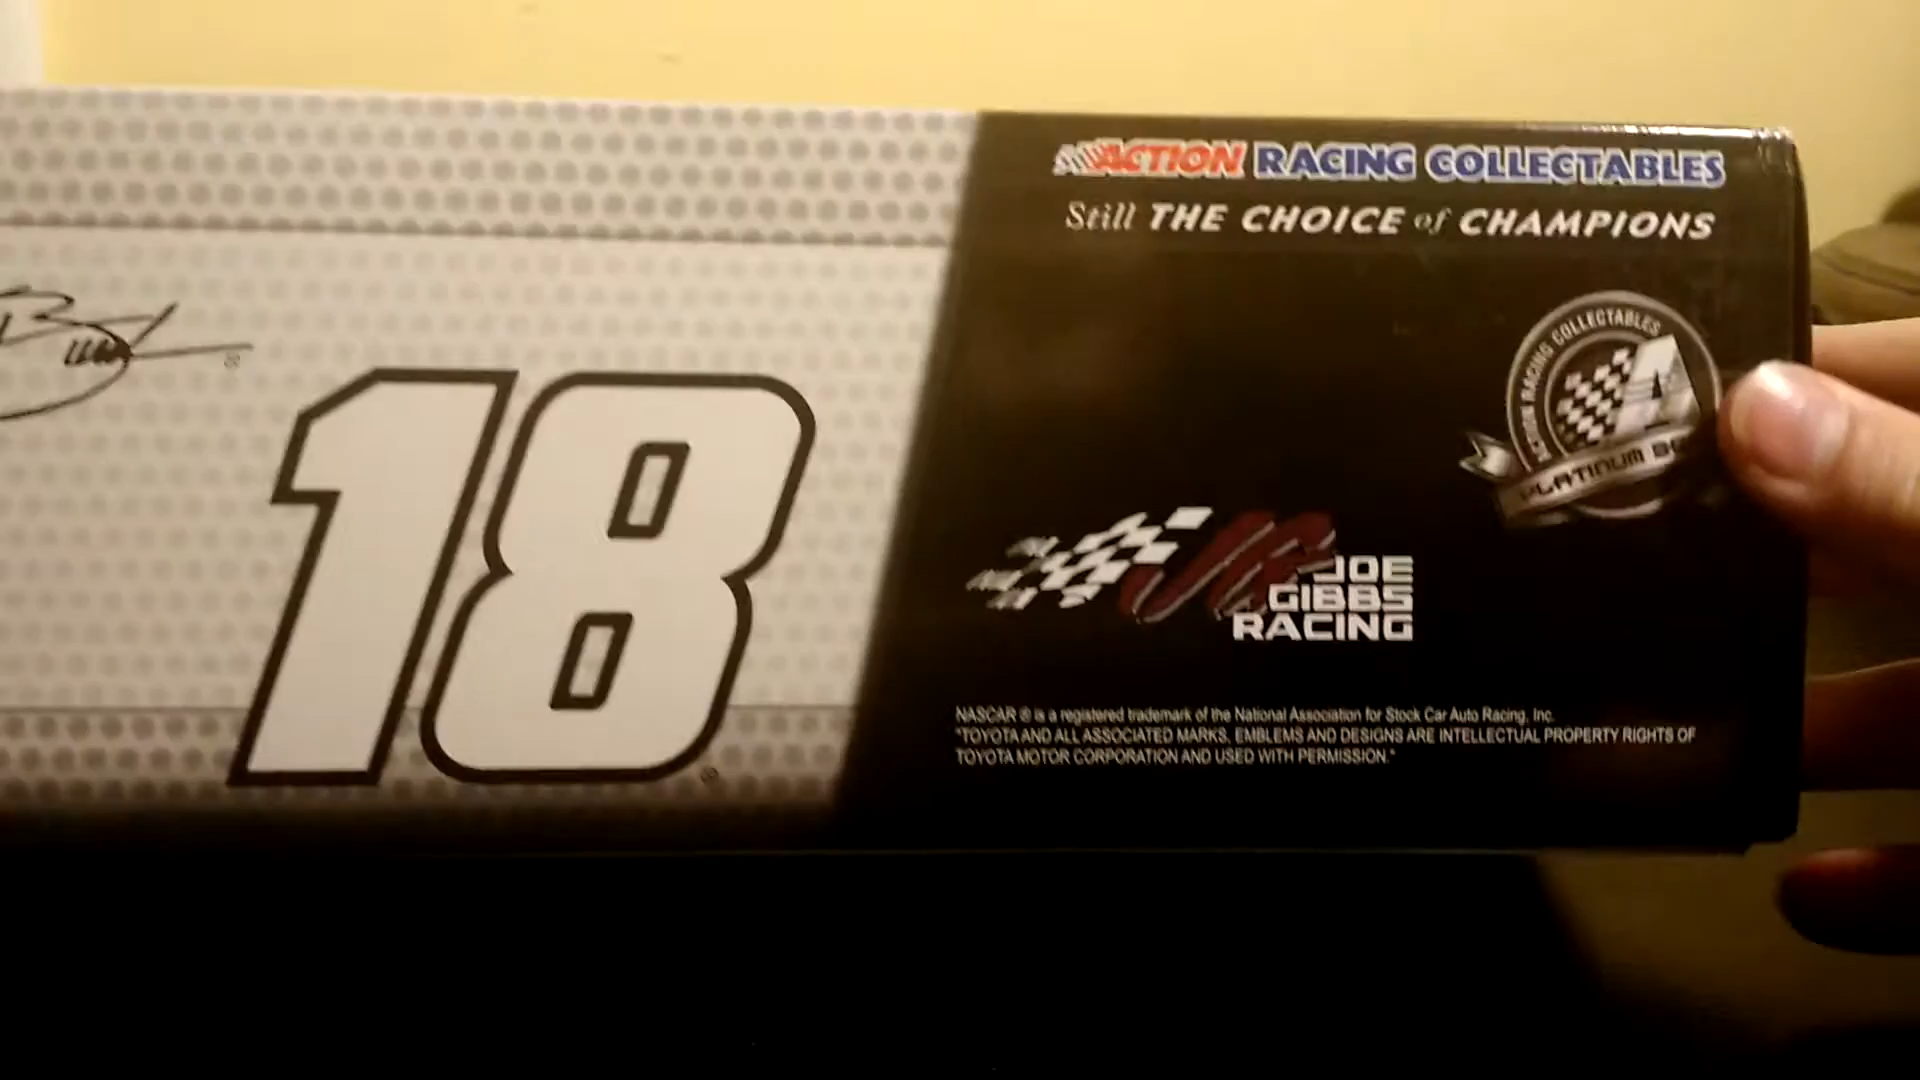 ACTION RACING COLLECTABLES
Still THE CHOICE of CHAMPIONS
ACTION RACING COLLECTABLES
A
PLATINUM
18
JOE
GIBBS
RACING
NASCAR ® is a registered trademark of the National Association for Stock Car Auto Racing, Inc.
"TOYOTA AND ALL ASSOCIATED MARKS, EMBLEMS AND DESIGNS ARE INTELLECTUAL PROPERTY RIGHTS OF
TOYOTA MOTOR CORPORATION AND USED WITH PERMISSION."